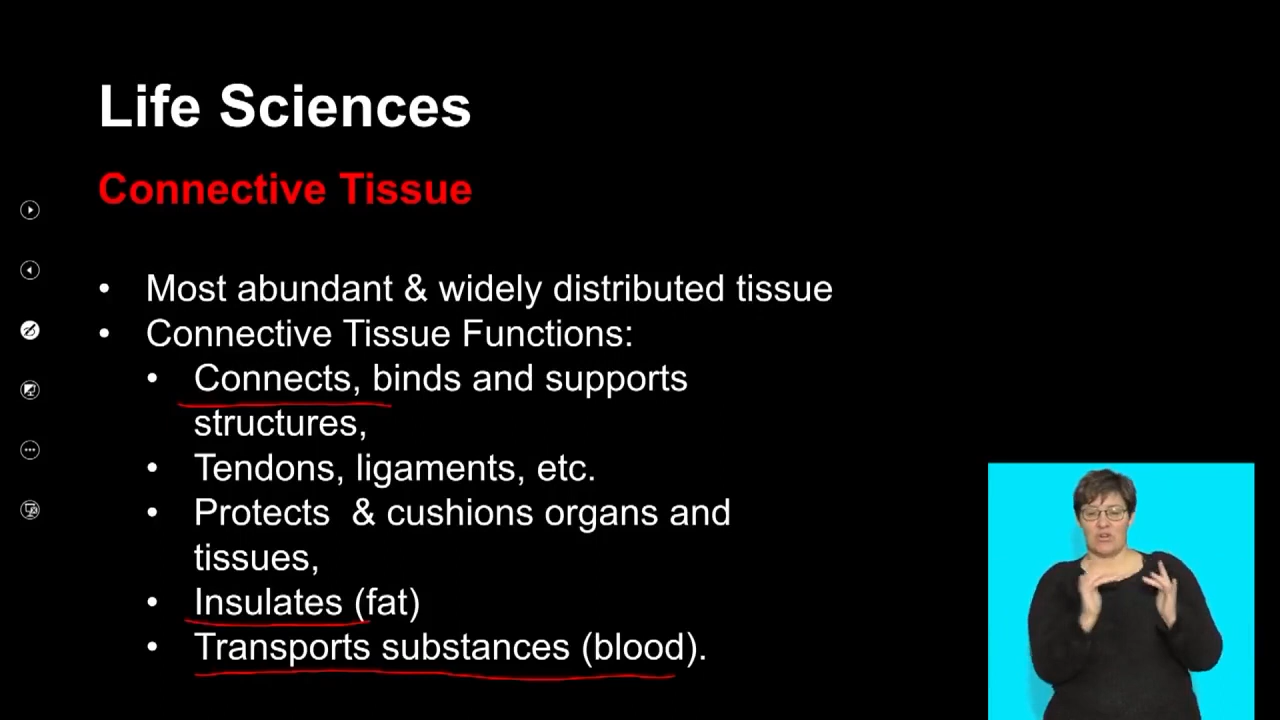 Life Sciences
Connective Tissue
• Most abundant & widely distributed tissue
• Connective Tissue Functions:
• Connects, binds and supports
structures,
• Tendons, ligaments, etc.
• Protects & cushions organs and
tissues,
• Insulates (fat)
• Transports substances (blood).